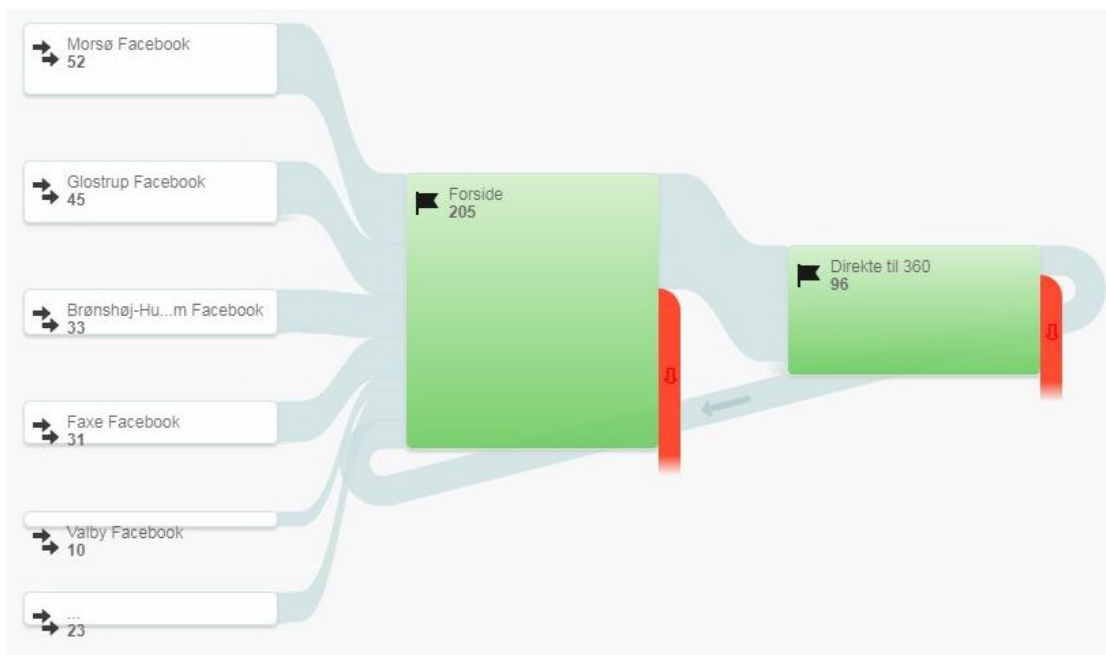 Morsø Facebook
52
Glostrup Facebook
45
Brønshøj-Hu...m Facebook
33
Faxe Facebook
31
Valby Facebook
10
...
23
Forside
205
Direkte til 360
96